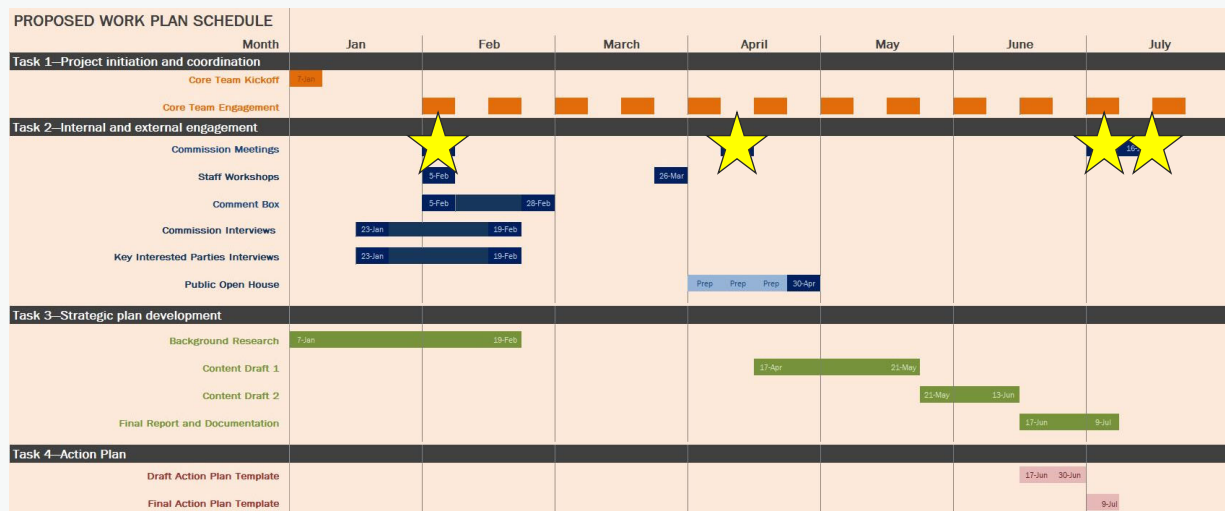 PROPOSED WORK PLAN SCHEDULE
Month Jan Feb March April May June July
Task 1—Project initiation and coordination
Core Team Kickoff 7-Jan
Core Team Engagement
Task 2—Internal and external engagement
Commission Meetings
Staff Workshops 5-Feb 26-Mar
Comment Box 5-Feb 28-Feb
Commission Interviews 23-Jan 19-Feb
Key Interested Parties Interviews 23-Jan 19-Feb
Public Open House Prep Prep Prep 30-Apr
Task 3—Strategic plan development
Background Research 7-Jan 19-Feb
Content Draft 1 17-Apr 21-May
Content Draft 2 21-May 13-Jun
Final Report and Documentation 17-Jun 9-Jul
Task 4—Action Plan
Draft Action Plan Template 17-Jun 30-Jun
Final Action Plan Template 9-Jul